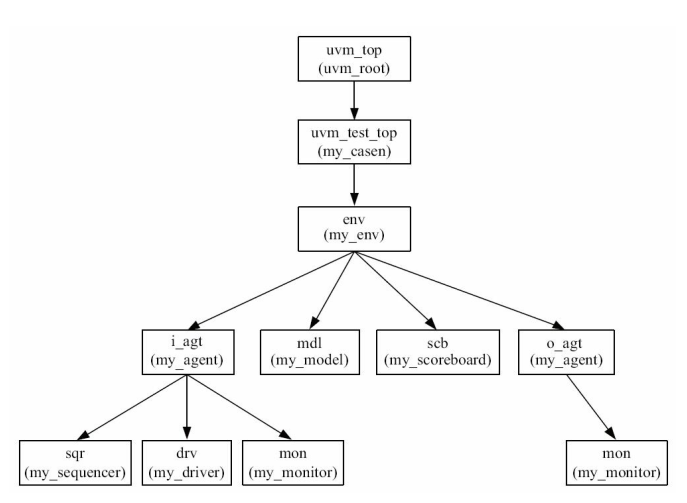 uvm_top
(uvm_root)
uvm_test_top
(my_casen)
env
(my_env)
i_agt
(my_agent)
mdl
(my_model)
scb
(my_scoreboard)
o_agt
(my_agent)
sqr
(my_sequencer)
drv
(my_driver)
mon
(my_monitor)
mon
(my_monitor)